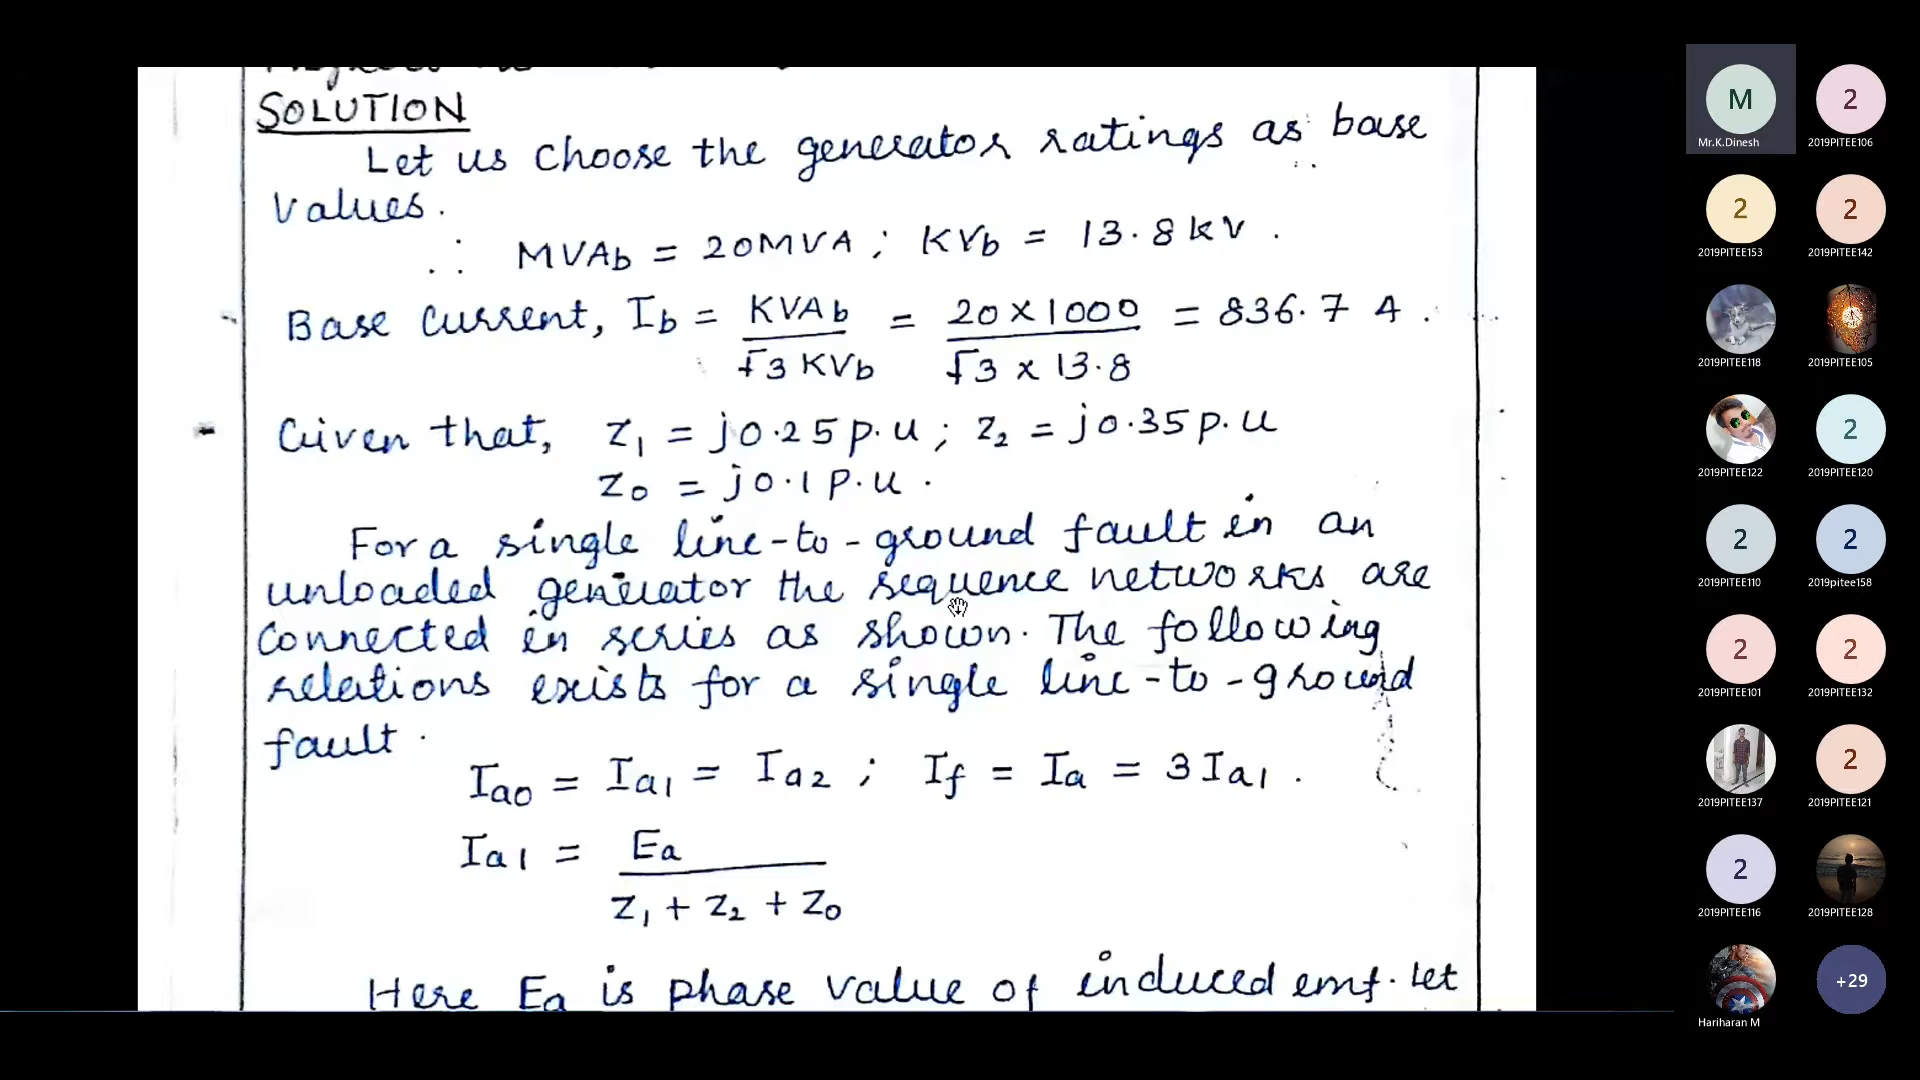 SOLUTION
Let us choose the generator ratings as base
values.
∴ MVAb = 20MVA ; KVb = 13.8 kV .
Base current, Ib = KVAb / √3 KVb = 20 x 1000 / √3 x 13.8 = 836.7 A .
Given that, Z1 = j0.25 p.u ; Z2 = j0.35 p.u
Z0 = j0.1 p.u .
For a single line-to-ground fault in an
unloaded generator the sequence networks are
connected in series as shown. The following
relations exists for a single line-to-ground
fault .
Ia0 = Ia1 = Ia2 ; If = Ia = 3 Ia1 .
Ia1 = Ea / Z1 + Z2 + Z0
Here Ea is phase value of induced emf. Let
M
Mr.K.Dinesh
2
2019PITEE106
2
2019PITEE153
2
2019PITEE142
2019PITEE118
2019PITEE105
2019PITEE122
2
2019PITEE120
2
2019PITEE110
2
2019pitee158
2
2019PITEE101
2
2019PITEE132
2019PITEE137
2
2019PITEE121
2
2019PITEE116
2019PITEE128
Hariharan M
+29